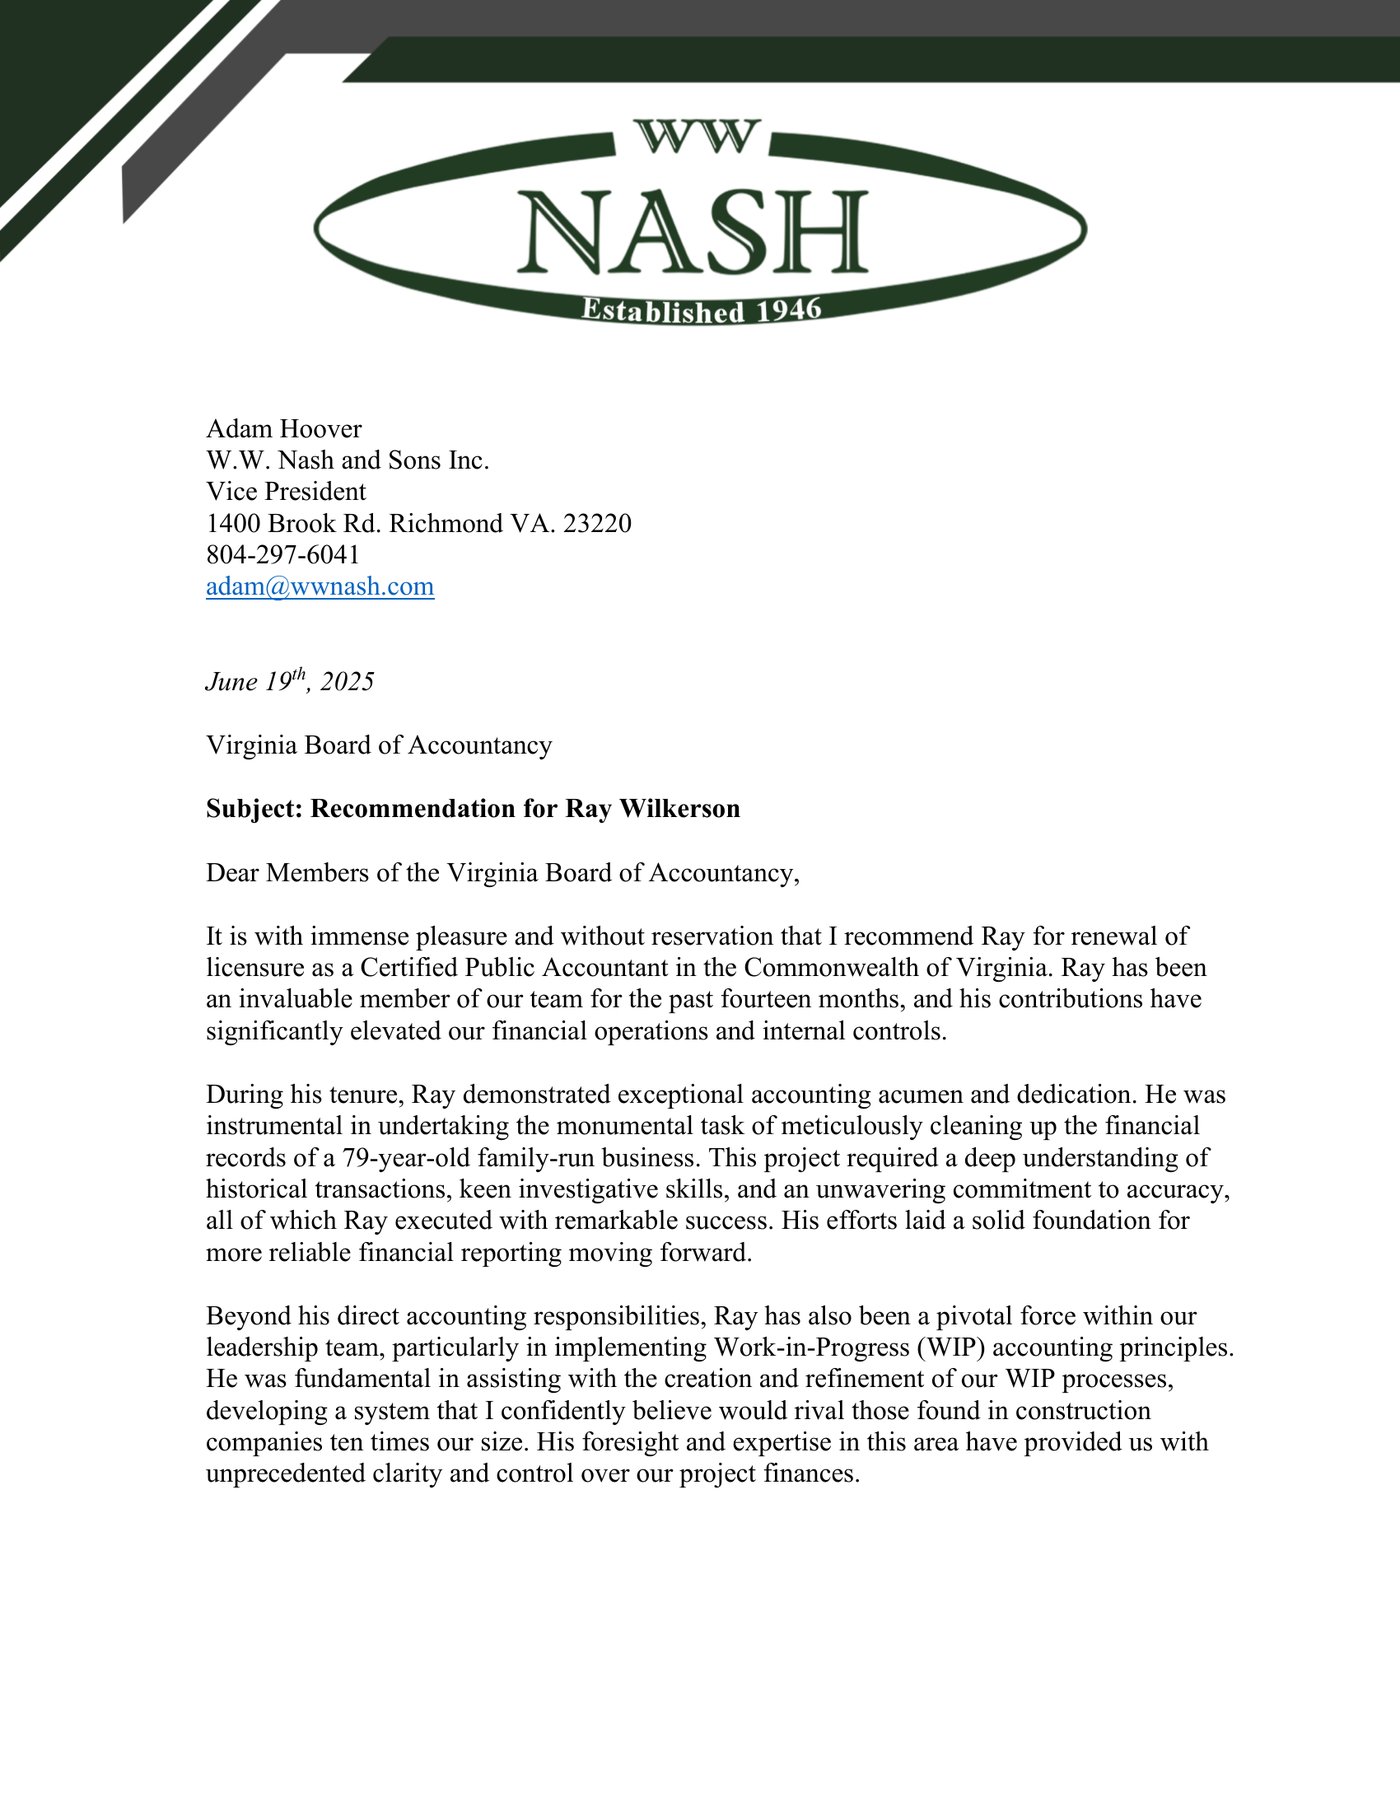 WW
NASH
Established 1946
Adam Hoover
W.W. Nash and Sons Inc.
Vice President
1400 Brook Rd. Richmond VA. 23220
804-297-6041
adam@wwnash.com
June 19th, 2025
Virginia Board of Accountancy
Subject: Recommendation for Ray Wilkerson
Dear Members of the Virginia Board of Accountancy,
It is with immense pleasure and without reservation that I recommend Ray for renewal of
licensure as a Certified Public Accountant in the Commonwealth of Virginia. Ray has been
an invaluable member of our team for the past fourteen months, and his contributions have
significantly elevated our financial operations and internal controls.
During his tenure, Ray demonstrated exceptional accounting acumen and dedication. He was
instrumental in undertaking the monumental task of meticulously cleaning up the financial
records of a 79-year-old family-run business. This project required a deep understanding of
historical transactions, keen investigative skills, and an unwavering commitment to accuracy,
all of which Ray executed with remarkable success. His efforts laid a solid foundation for
more reliable financial reporting moving forward.
Beyond his direct accounting responsibilities, Ray has also been a pivotal force within our
leadership team, particularly in implementing Work-in-Progress (WIP) accounting principles.
He was fundamental in assisting with the creation and refinement of our WIP processes,
developing a system that I confidently believe would rival those found in construction
companies ten times our size. His foresight and expertise in this area have provided us with
unprecedented clarity and control over our project finances.